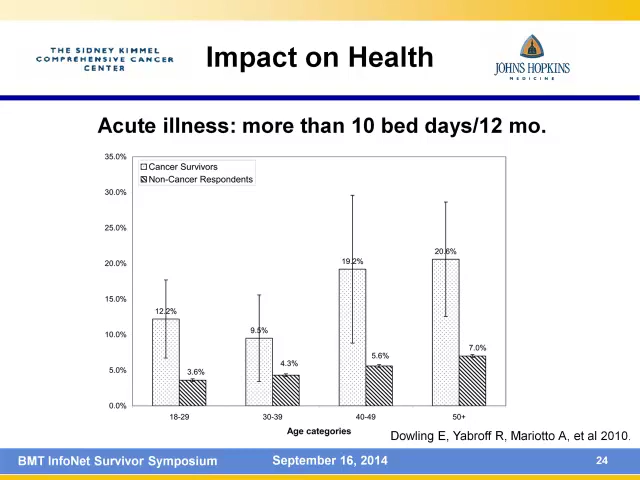 THE SIDNEY KIMMEL
COMPREHENSIVE CANCER
CENTER
Impact on Health
JOHNS HOPKINS
MEDICINE
Acute illness: more than 10 bed days/12 mo.
35.0%
30.0%
25.0%
20.0%
15.0%
10.0%
5.0%
0.0%
Cancer Survivors
Non-Cancer Respondents
12.2%
3.6%
9.5%
4.3%
19.2%
5.6%
20.6%
7.0%
18-29
30-39
40-49
50+
Age categories
Dowling E, Yabroff R, Mariotto A, et al 2010.
BMT InfoNet Survivor Symposium
September 16, 2014
24